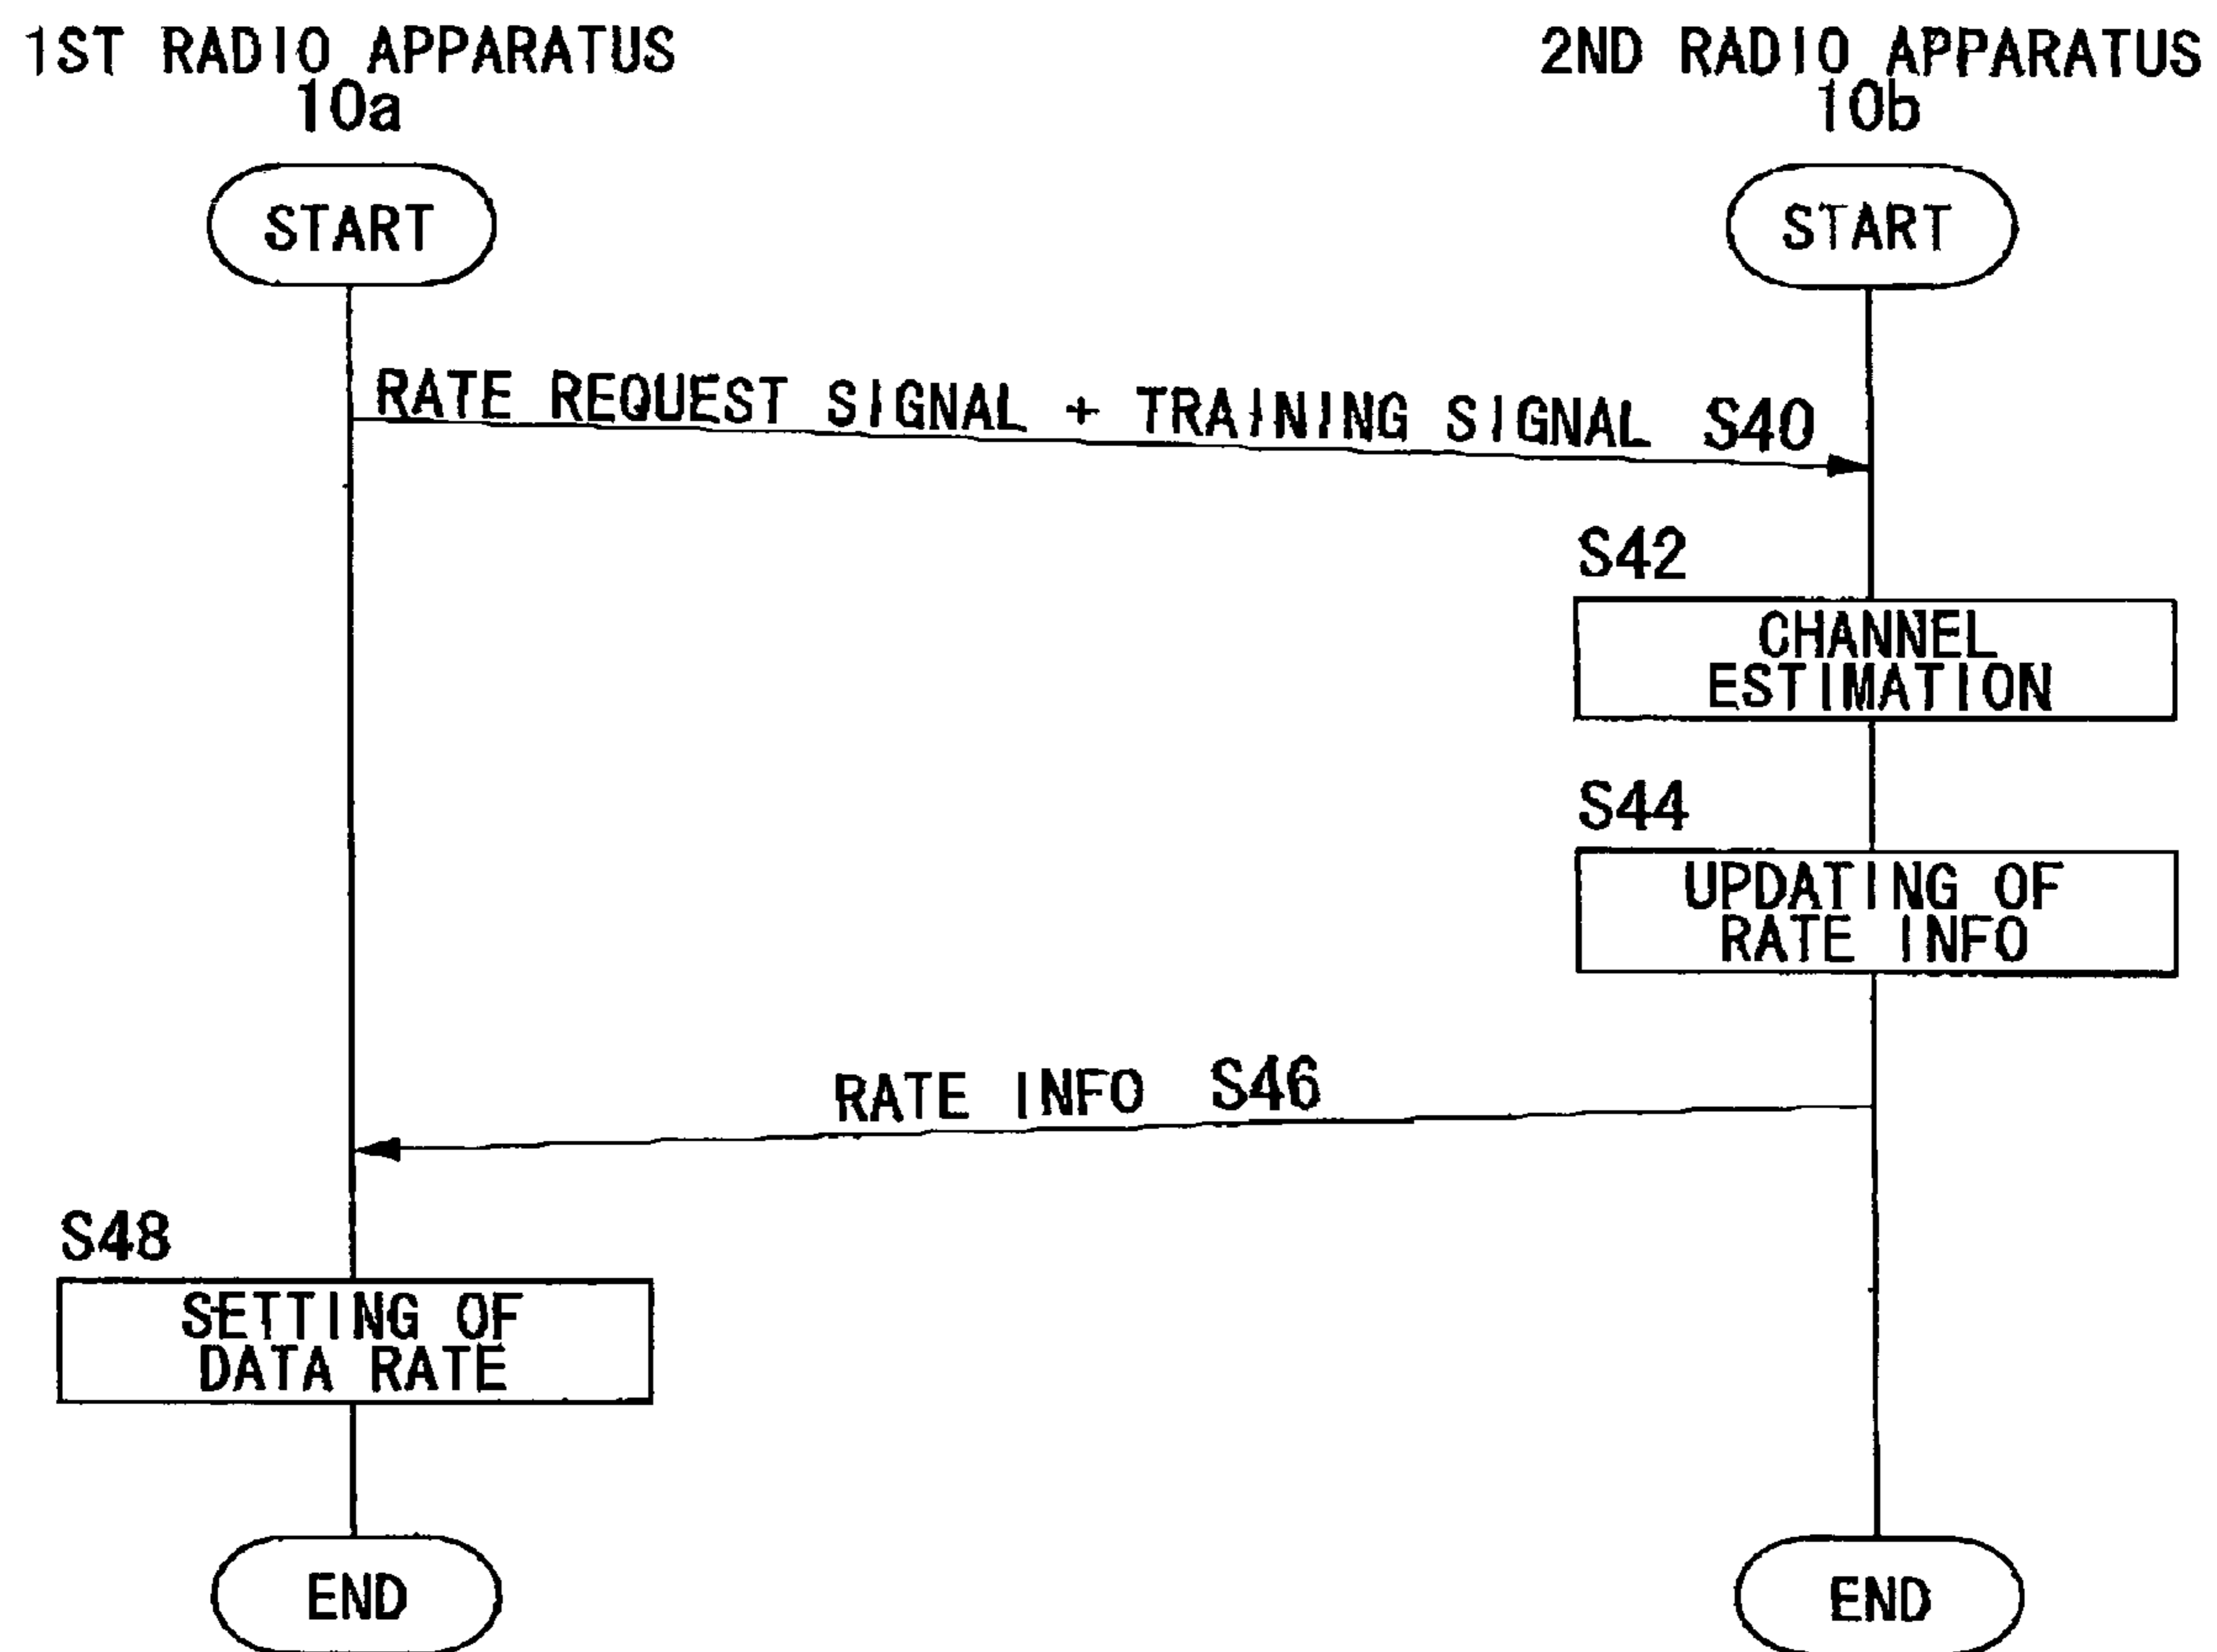 1ST RADIO APPARATUS
10a
2ND RADIO APPARATUS
10b
START
START
RATE REQUEST SIGNAL + TRAINING SIGNAL S40
S42
CHANNEL
ESTIMATION
S44
UPDATING OF
RATE INFO
RATE INFO S46
S48
SETTING OF
DATA RATE
END
END